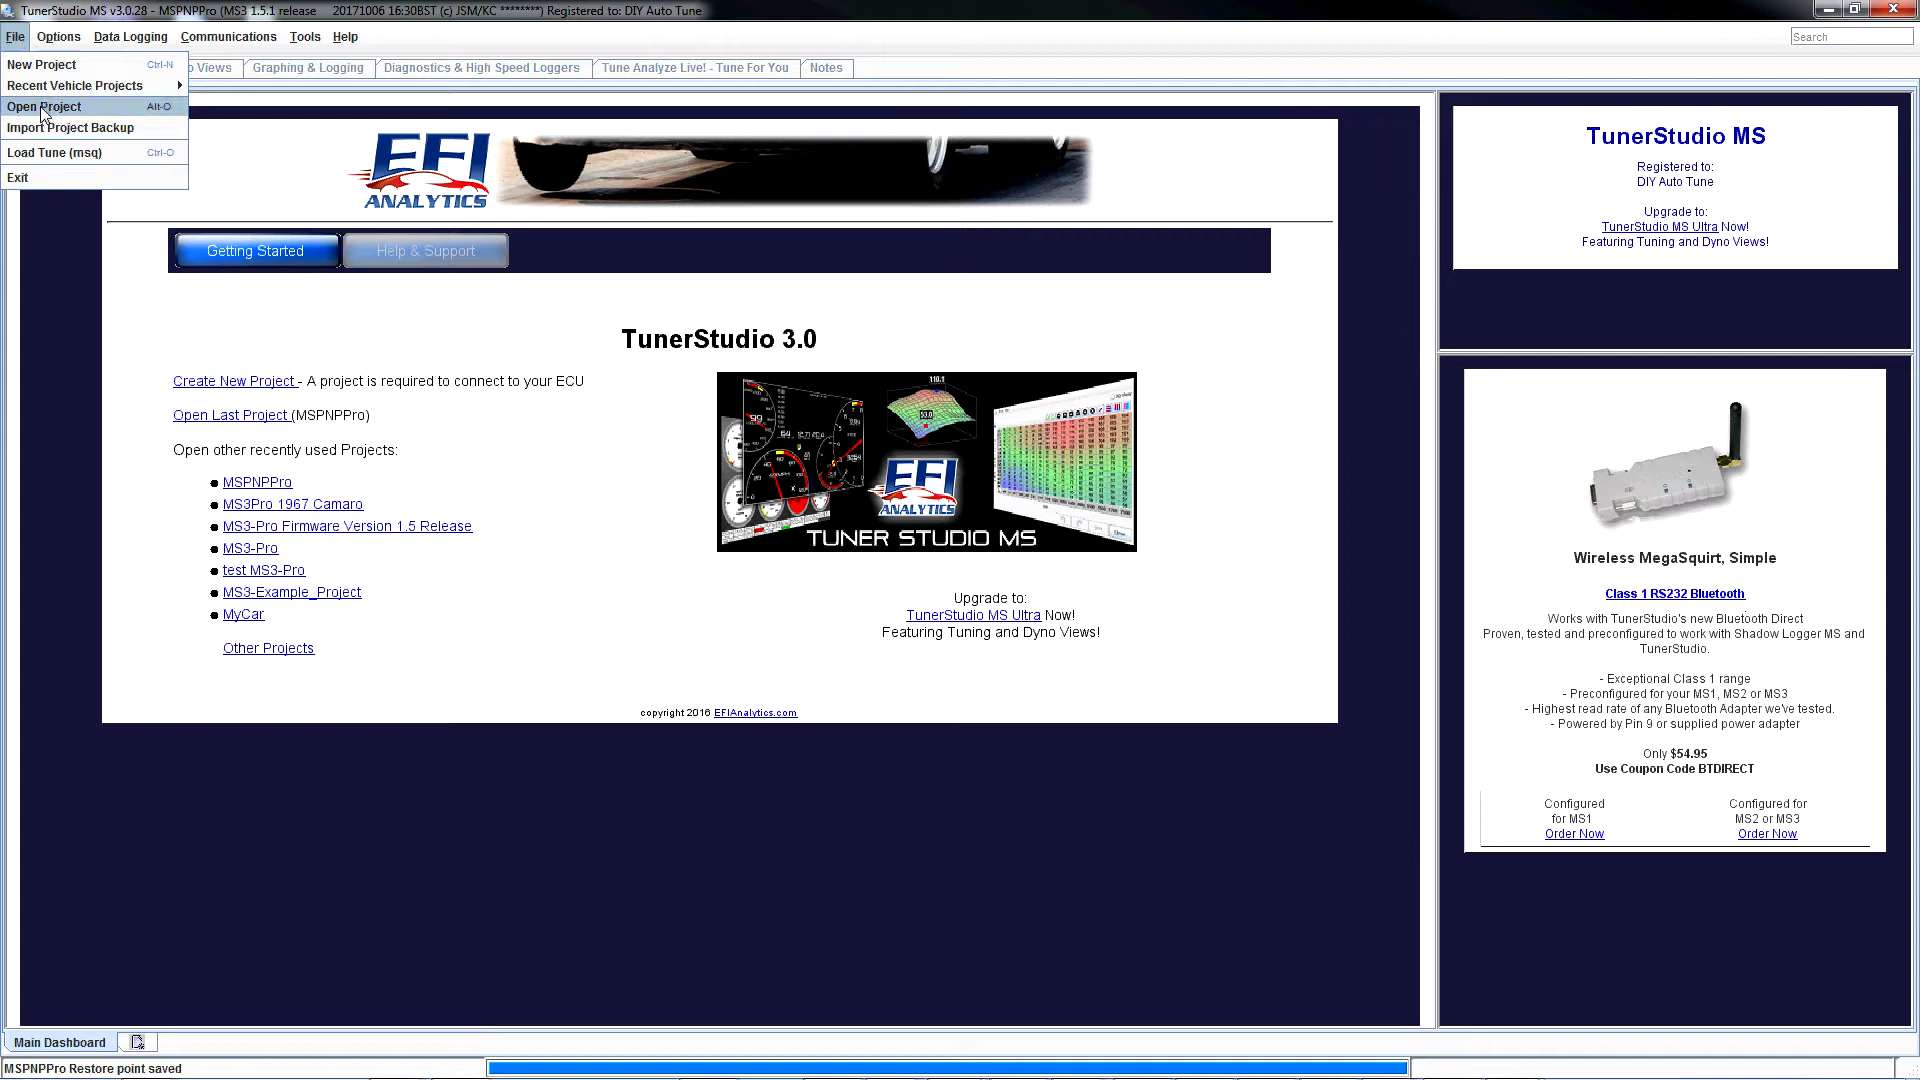 TunerStudio MS v3.0.28 - MSPNPPro (MS3 1.5.1 release 20171006 16:30BST (c) JSM/KC ********) Registered to: DIY Auto Tune
File Options Data Logging Communications Tools Help
Search
New Project Ctrl-N
Recent Vehicle Projects
Open Project Alt-O
Import Project Backup
Load Tune (msq) Ctrl-O
Exit
Views Graphing & Logging Diagnostics & High Speed Loggers Tune Analyze Live! - Tune For You Notes
EFI
ANALYTICS
Getting Started Help & Support
TunerStudio 3.0
Create New Project - A project is required to connect to your ECU
Open Last Project (MSPNPPro)
Open other recently used Projects:
MSPNPPro
MS3Pro 1967 Camaro
MS3-Pro Firmware Version 1.5 Release
MS3-Pro
test MS3-Pro
MS3-Example_Project
MyCar
Other Projects
EFI
ANALYTICS
TUNER STUDIO MS
Upgrade to:
TunerStudio MS Ultra Now!
Featuring Tuning and Dyno Views!
copyright 2016 EFIAnalytics.com
TunerStudio MS
Registered to:
DIY Auto Tune
Upgrade to:
TunerStudio MS Ultra Now!
Featuring Tuning and Dyno Views!
Wireless MegaSquirt, Simple
Class 1 RS232 Bluetooth
Works with TunerStudio's new Bluetooth Direct
Proven, tested and preconfigured to work with Shadow Logger MS and
TunerStudio.
- Exceptional Class 1 range
- Preconfigured for your MS1, MS2 or MS3
- Highest read rate of any Bluetooth Adapter we've tested.
- Powered by Pin 9 or supplied power adapter
Only $54.95
Use Coupon Code BTDIRECT
Configured
for MS1
Order Now
Configured for
MS2 or MS3
Order Now
Main Dashboard
MSPNPPro Restore point saved